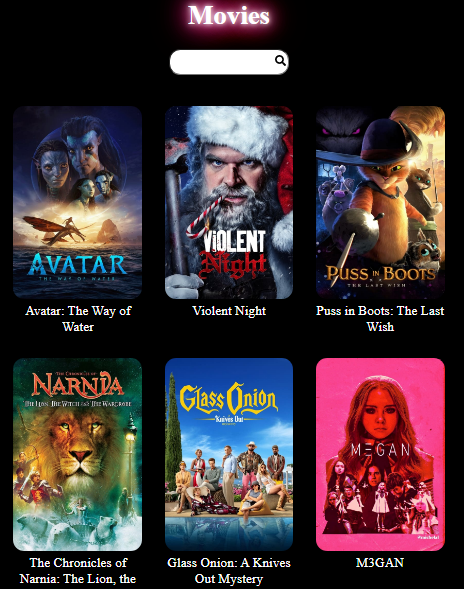 Movies
AVATAR
THE WAY OF WATER
Avatar: The Way of
Water
VIOLENT
Night
Violent Night
PUSS IN BOOTS
THE LAST WISH
Puss in Boots: The Last
Wish
THE CHRONICLES OF
NARNIA
THE LION, THE WITCH AND THE WARDROBE
The Chronicles of
Narnia: The Lion, the
Glass Onion
Knives Out
Glass Onion: A Knives
Out Mystery
M3GAN
M3GAN